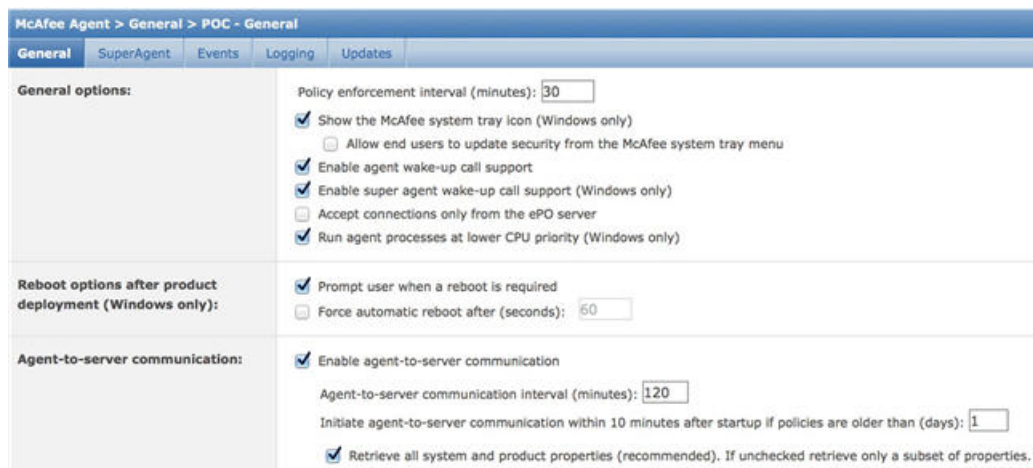 McAfee Agent > General > POC - General
General SuperAgent Events Logging Updates
General options:
Policy enforcement interval (minutes): 30
Show the McAfee system tray icon (Windows only)
Allow end users to update security from the McAfee system tray menu
Enable agent wake-up call support
Enable super agent wake-up call support (Windows only)
Accept connections only from the ePO server
Run agent processes at lower CPU priority (Windows only)
Reboot options after product
deployment (Windows only):
Prompt user when a reboot is required
Force automatic reboot after (seconds): 60
Agent-to-server communication:
Enable agent-to-server communication
Agent-to-server communication interval (minutes): 120
Initiate agent-to-server communication within 10 minutes after startup if policies are older than (days): 1
Retrieve all system and product properties (recommended). If unchecked retrieve only a subset of properties.